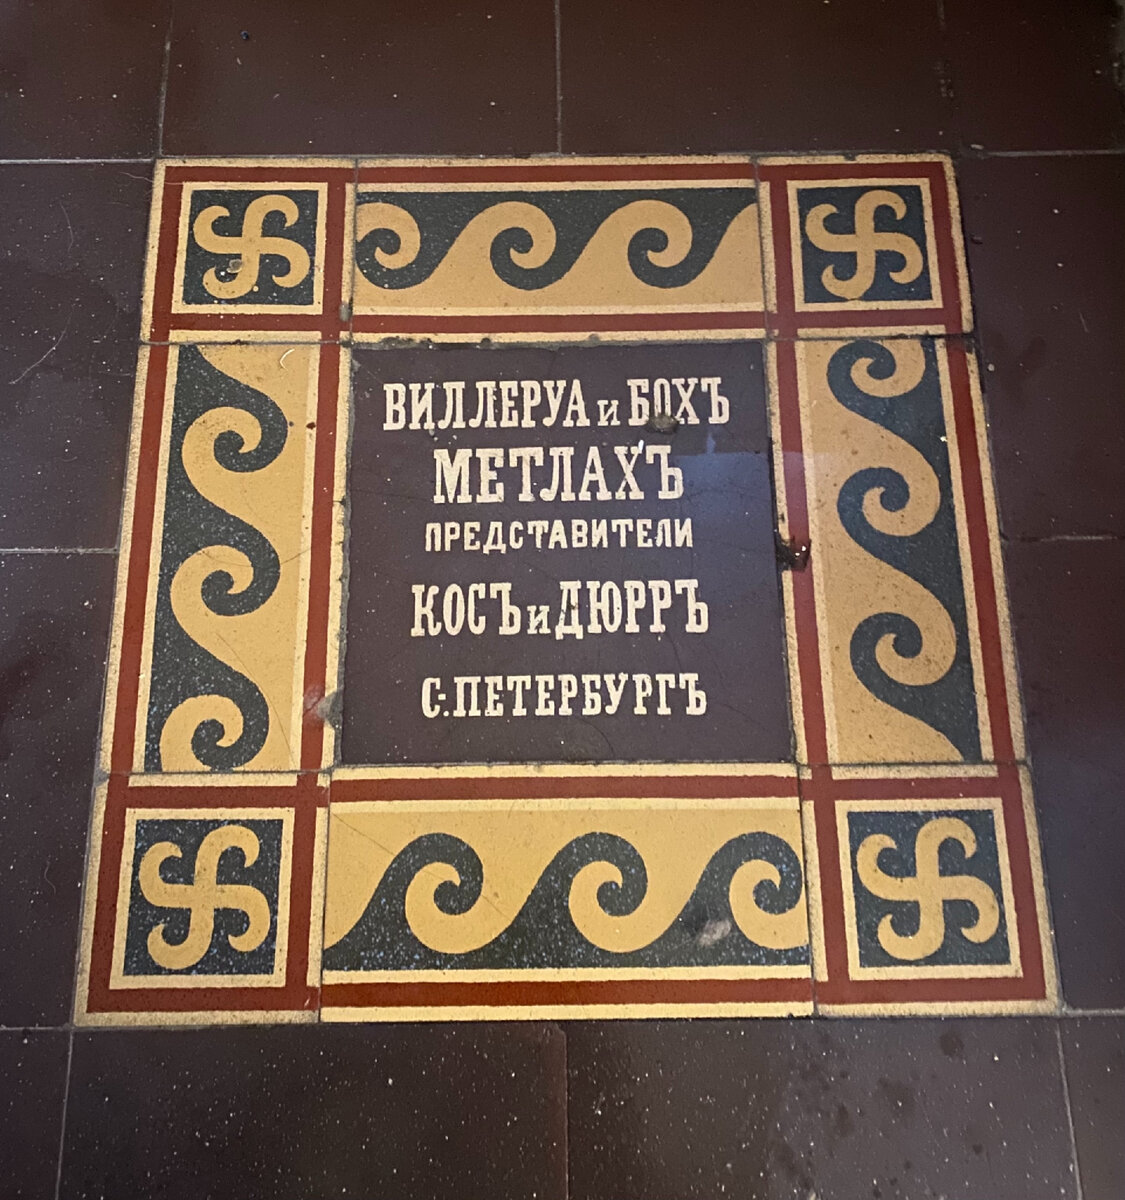 ВИЛЛЕРУА и БОХЪ
МЕТЛАХЪ
ПРЕДСТАВИТЕЛИ
КОСЪ и ДЮРРЪ
С.-ПЕТЕРБУРГЪ